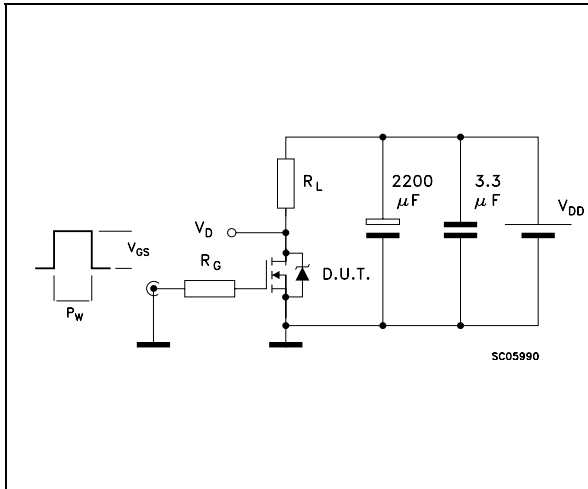 R_L
2200
μF
3.3
μF
V_DD
V_D
V_GS
R_G
D.U.T.
P_W
SC05990